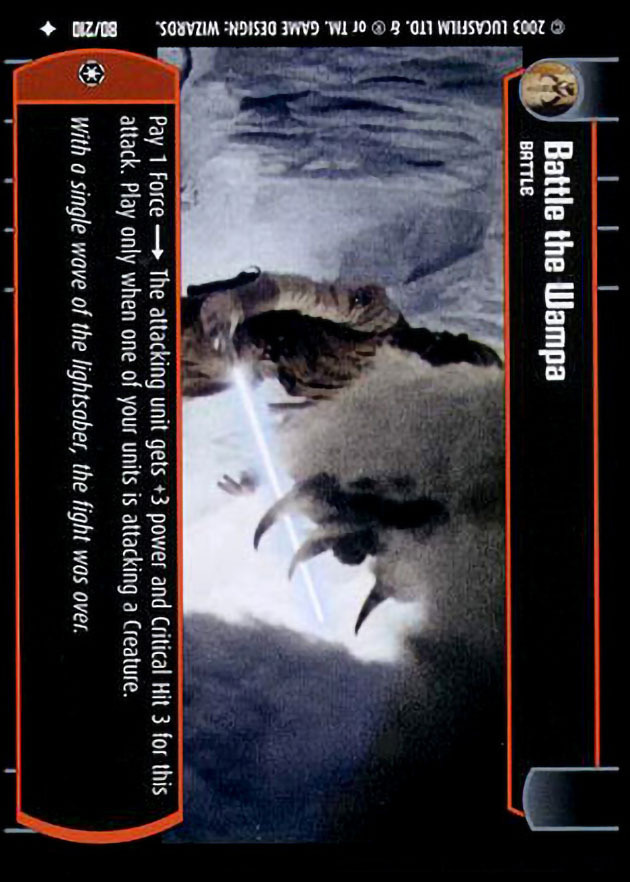 Battle the Wampa
BATTLE
Pay 1 Force → The attacking unit gets +3 power and Critical Hit 3 for this
attack. Play only when one of your units is attacking a Creature.
With a single wave of the lightsaber, the fight was over.
© 2003 LUCASFILM LTD. & ® or TM. GAME DESIGN: WIZARDS.
80/210